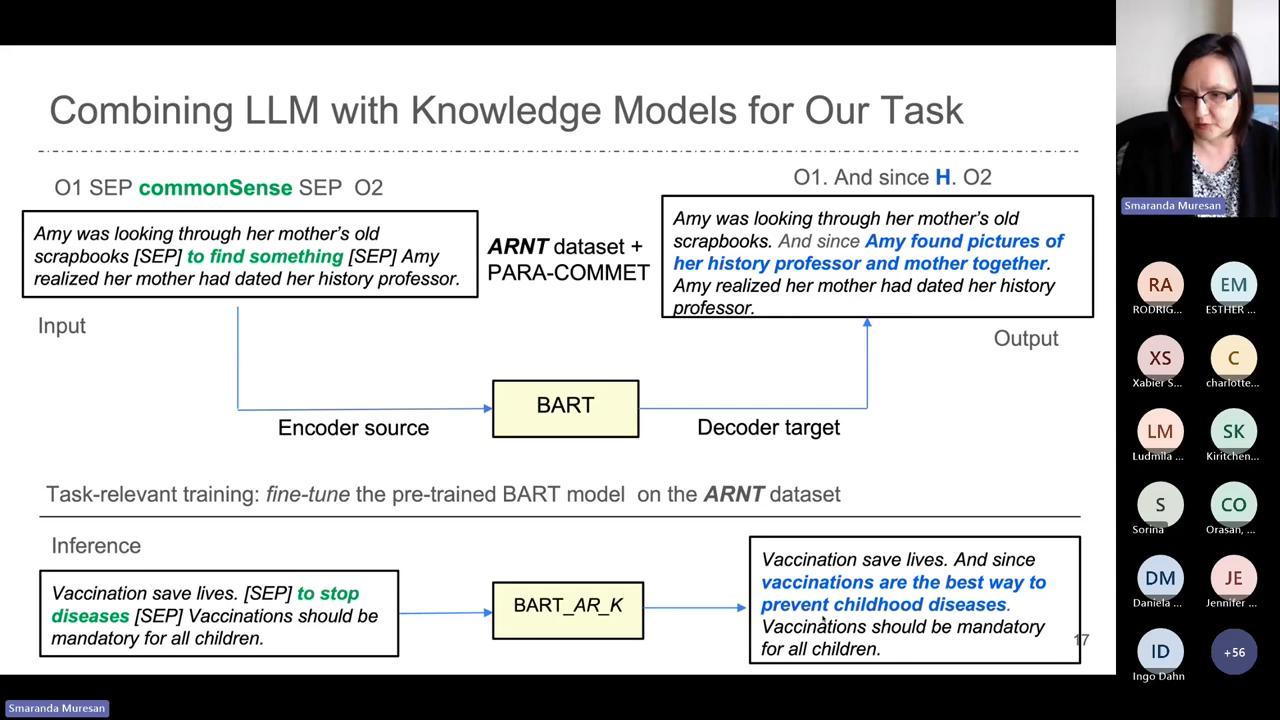 Combining LLM with Knowledge Models for Our Task
O1 SEP commonSense SEP O2
Amy was looking through her mother's old
scrapbooks [SEP] to find something [SEP] Amy
realized her mother had dated her history professor.
Input
ARNT dataset +
PARA-COMMET
O1. And since H. O2
Amy was looking through her mother's old
scrapbooks. And since Amy found pictures of
her history professor and mother together.
Amy realized her mother had dated her history
professor.
Output
BART
Encoder source
Decoder target
Task-relevant training: fine-tune the pre-trained BART model on the ARNT dataset
Inference
Vaccination save lives. [SEP] to stop
diseases [SEP] Vaccinations should be
mandatory for all children.
BART_AR_K
Vaccination save lives. And since
vaccinations are the best way to
prevent childhood diseases.
Vaccinations should be mandatory
for all children.
17
Smaranda Muresan
RA
RODRIG...
EM
ESTHER ...
XS
Xabier S...
C
charlotte...
LM
Ludmila ...
SK
Kiritchen...
S
Sorina
CO
Orasan, ...
DM
Daniela ...
JE
Jennifer ...
ID
Ingo Dahn
+56
Smaranda Muresan